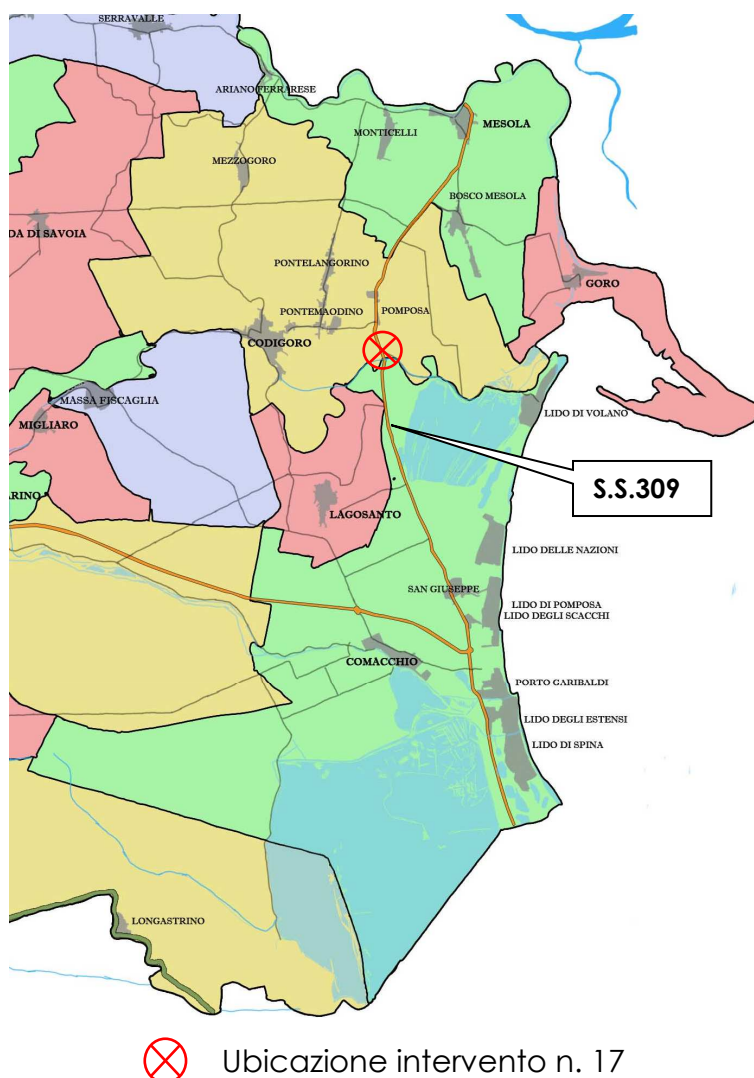 SERRAVALLE
ARIANO FERRARESE
MONTICELLI
MESOLA
MEZZOGORO
BOSCO MESOLA
DA DI SAVOIA
PONTELANGORINO
GORO
PONTEMAODINO
POMPOSA
CODIGORO
MASSA FISCAGLIA
LIDO DI VOLANO
MIGLIARO
S.S.309
ARINO
LAGOSANTO
LIDO DELLE NAZIONI
SAN GIUSEPPE
LIDO DI POMPOSA
LIDO DEGLI SCACCHI
COMACCHIO
PORTO GARIBALDI
LIDO DEGLI ESTENSI
LIDO DI SPINA
LONGASTRINO
Ubicazione intervento n. 17